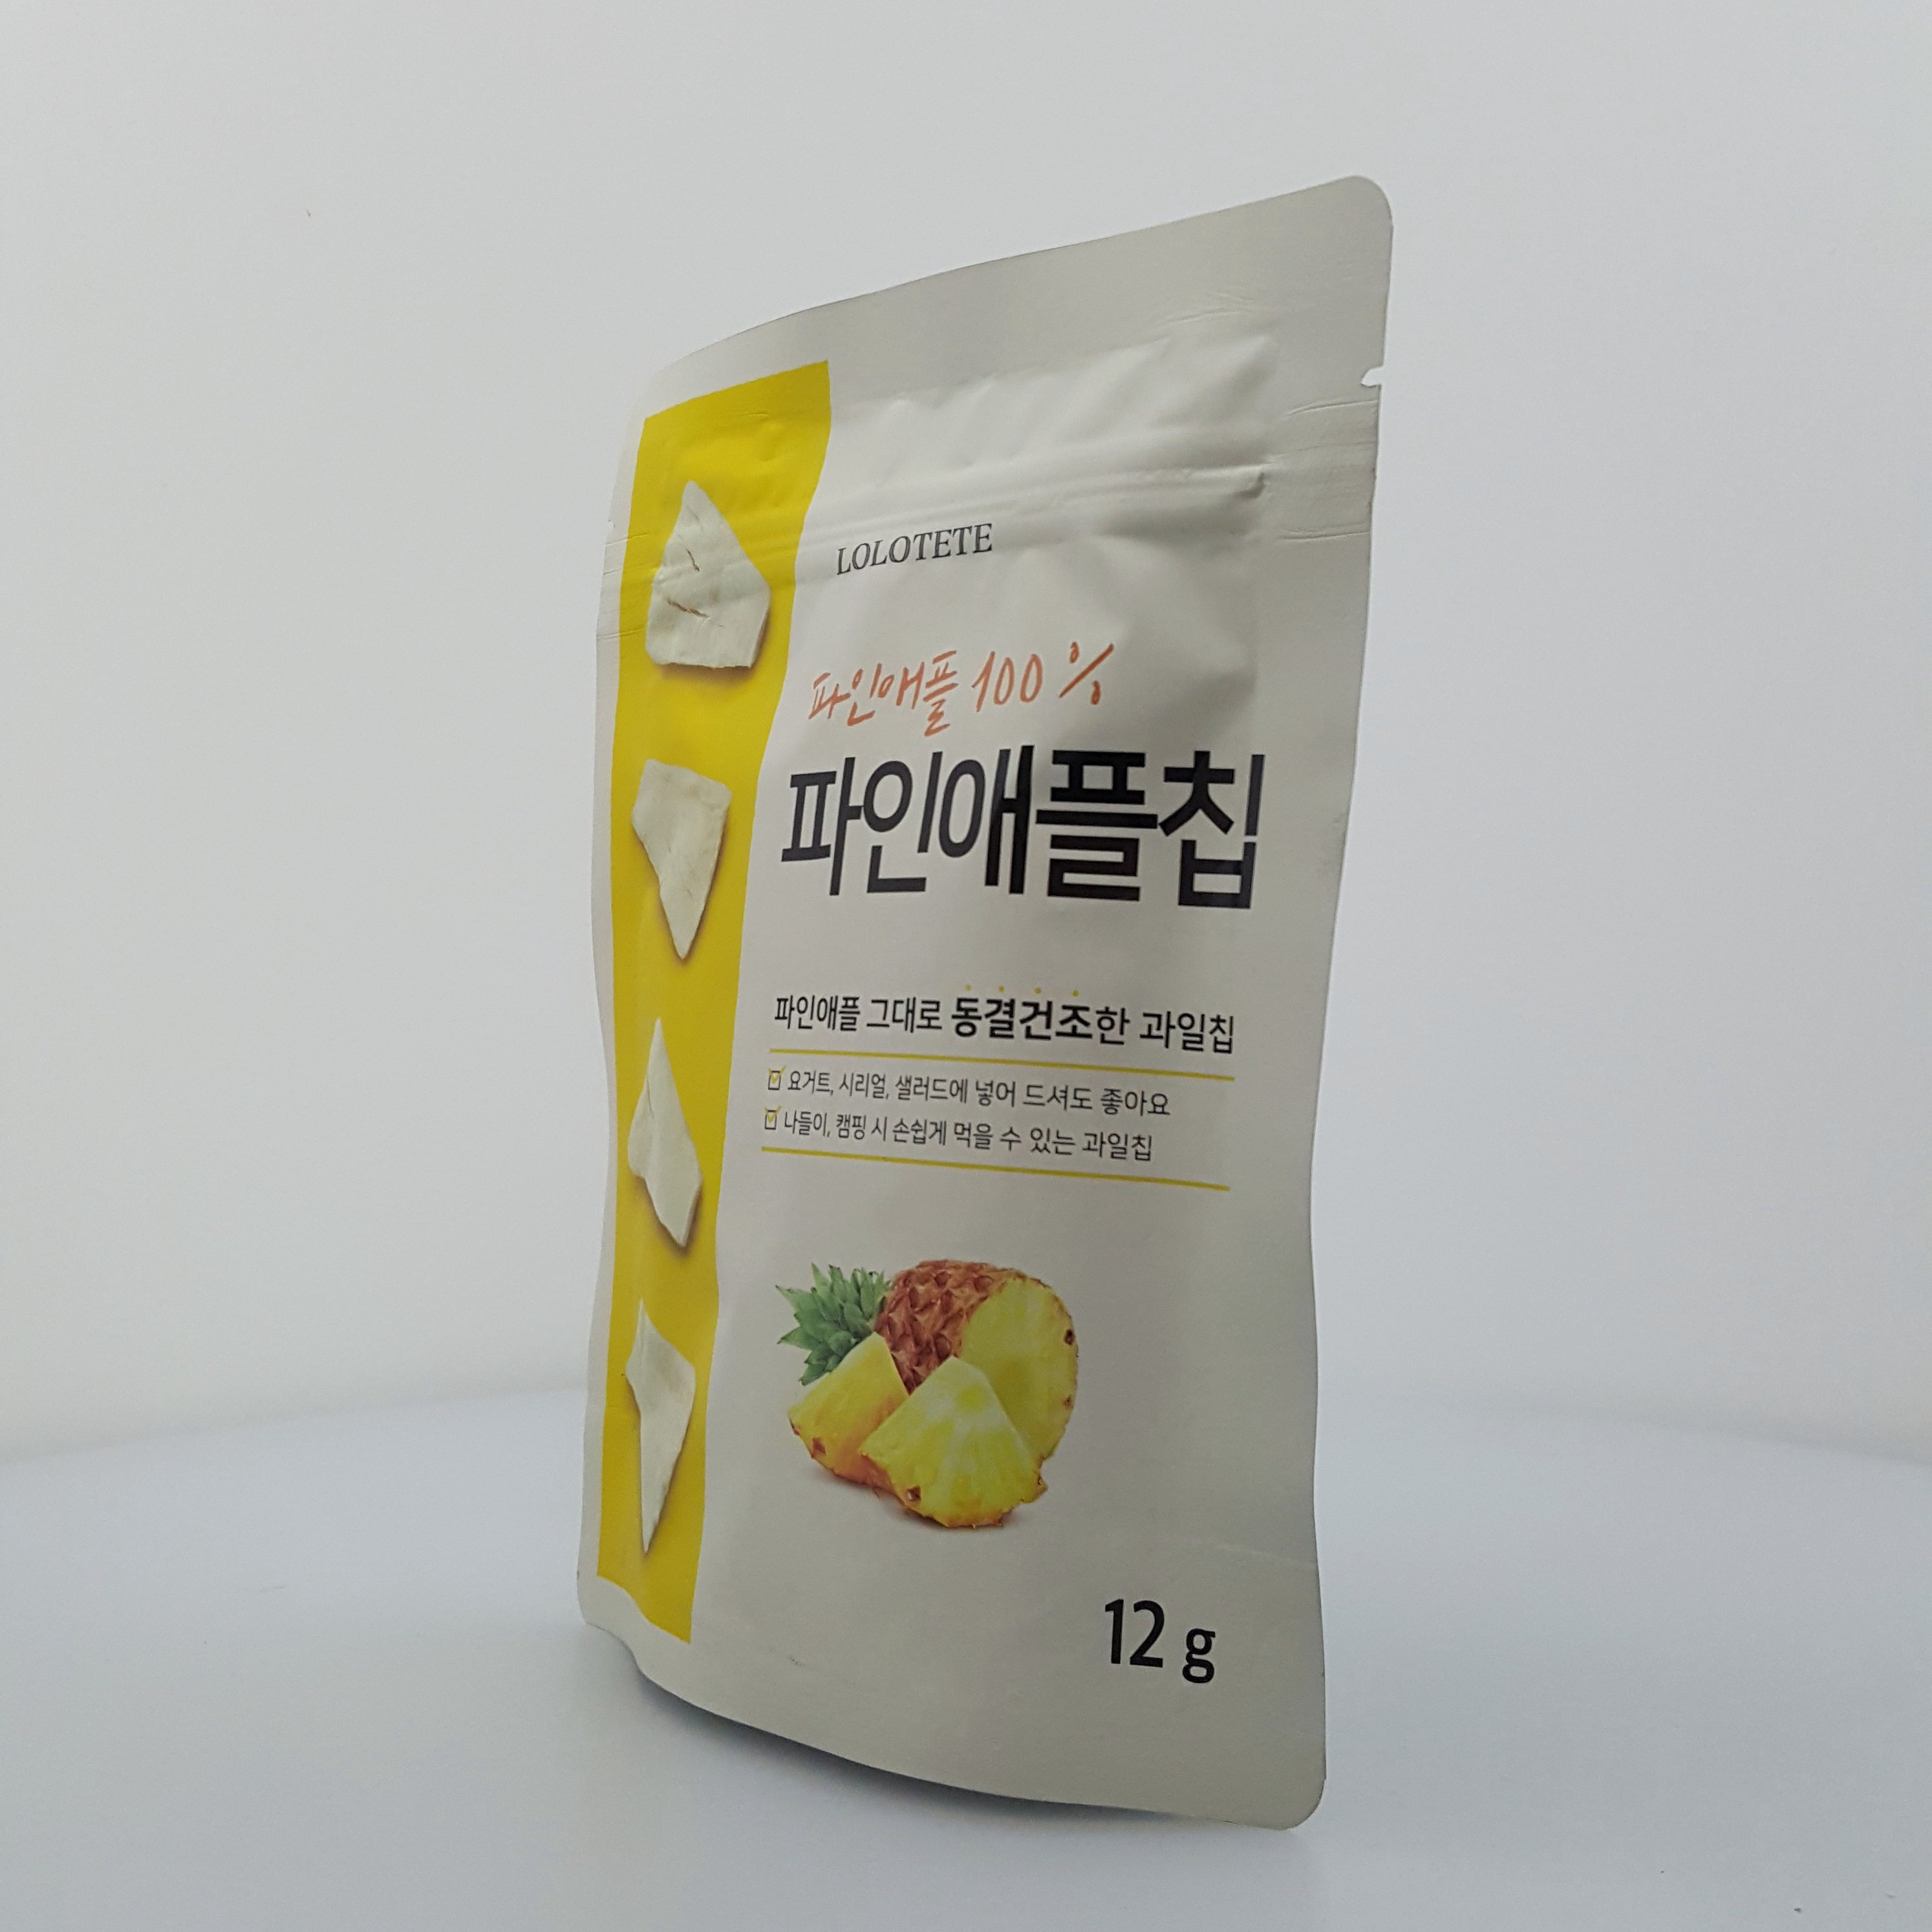 LOLOTETE
파인애플 100%
파인애플칩
파인애플 그대로 동결건조한 과일칩
요거트, 시리얼, 샐러드에 넣어 드셔도 좋아요
나들이, 캠핑 시 손쉽게 먹을 수 있는 과일칩
12 g